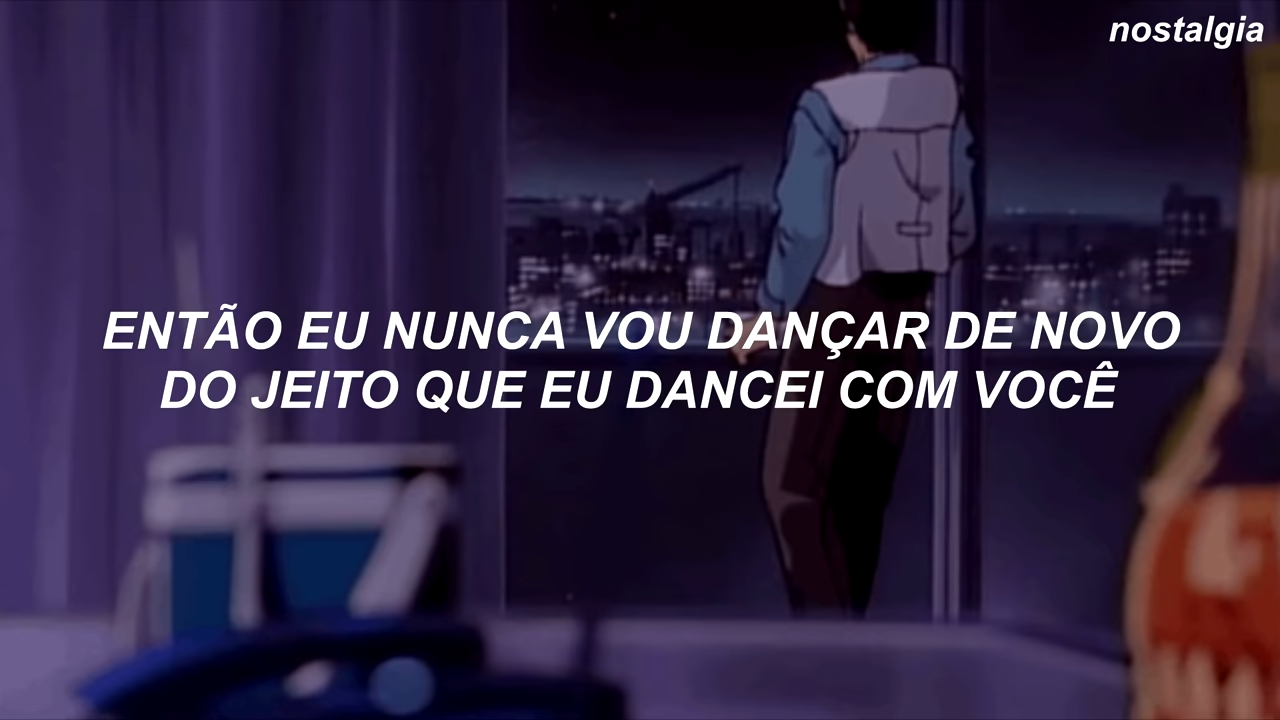 nostalgia
ENTÃO EU NUNCA VOU DANÇAR DE NOVO
DO JEITO QUE EU DANCEI COM VOCÊ